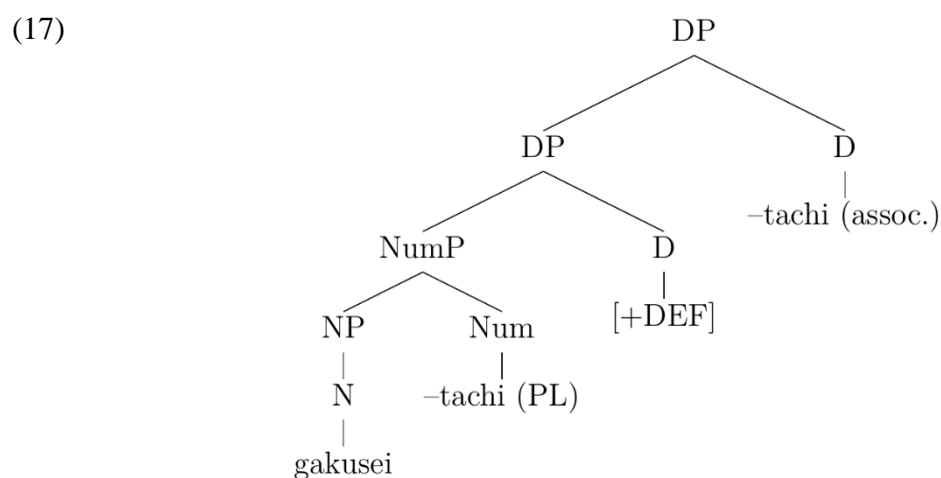 (17) DP
DP D
–tachi (assoc.)
NumP D
[+DEF]
NP Num
N –tachi (PL)
gakusei